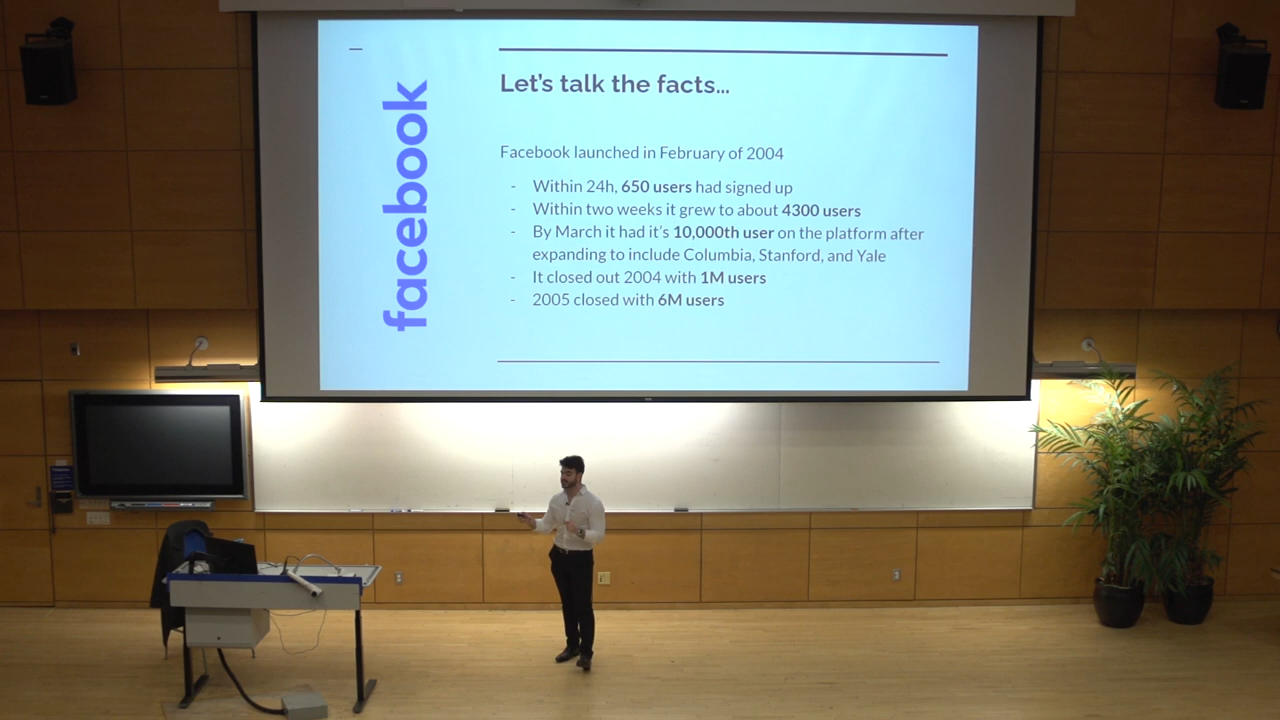 facebook
Let's talk the facts...
Facebook launched in February of 2004
- Within 24h, 650 users had signed up
- Within two weeks it grew to about 4300 users
- By March it had it's 10,000th user on the platform after
expanding to include Columbia, Stanford, and Yale
- It closed out 2004 with 1M users
- 2005 closed with 6M users